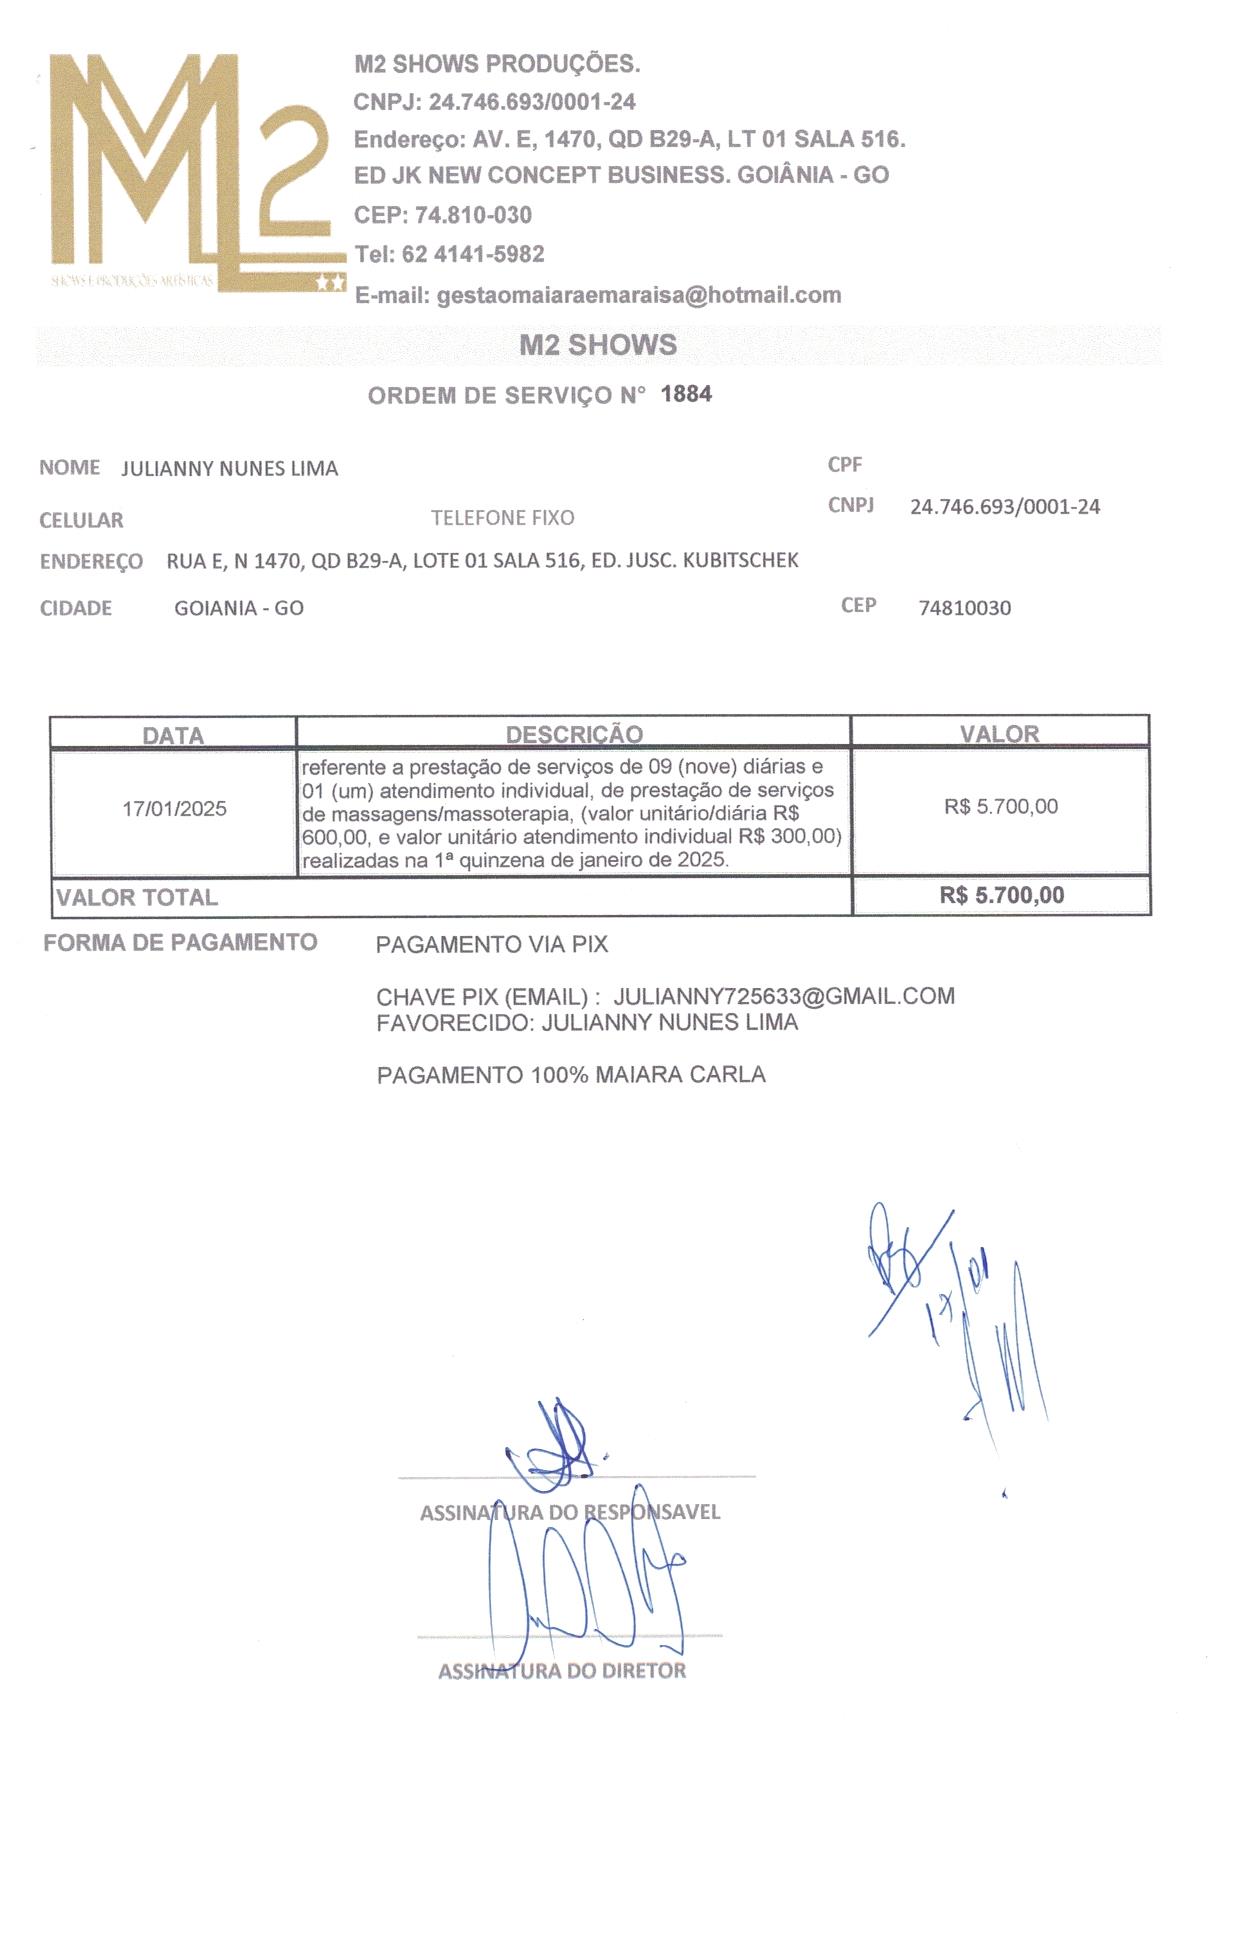 M2 SHOWS PRODUÇÕES.
CNPJ: 24.746.693/0001-24
Endereço: AV. E, 1470, QD B29-A, LT 01 SALA 516.
ED JK NEW CONCEPT BUSINESS. GOIÂNIA - GO
CEP: 74.810-030
Tel: 62 4141-5982
E-mail: gestaomaiaraemaraisa@hotmail.com
M2
SHOWS E PRODUÇÕES ARTÍSTICAS
M2 SHOWS
ORDEM DE SERVIÇO N° 1884
NOME JULIANNY NUNES LIMA CPF
CELULAR TELEFONE FIXO CNPJ 24.746.693/0001-24
ENDEREÇO RUA E, N 1470, QD B29-A, LOTE 01 SALA 516, ED. JUSC. KUBITSCHEK
CIDADE GOIANIA - GO CEP 74810030
DATA DESCRIÇÃO VALOR
17/01/2025
referente a prestação de serviços de 09 (nove) diárias e
01 (um) atendimento individual, de prestação de serviços
de massagens/massoterapia, (valor unitário/diária R$
600,00, e valor unitário atendimento individual R$ 300,00)
realizadas na 1ª quinzena de janeiro de 2025.
R$ 5.700,00
VALOR TOTAL R$ 5.700,00
FORMA DE PAGAMENTO PAGAMENTO VIA PIX
CHAVE PIX (EMAIL) : JULIANNY725633@GMAIL.COM
FAVORECIDO: JULIANNY NUNES LIMA
PAGAMENTO 100% MAIARA CARLA
17/01
ASSINATURA DO RESPONSAVEL
ASSINATURA DO DIRETOR